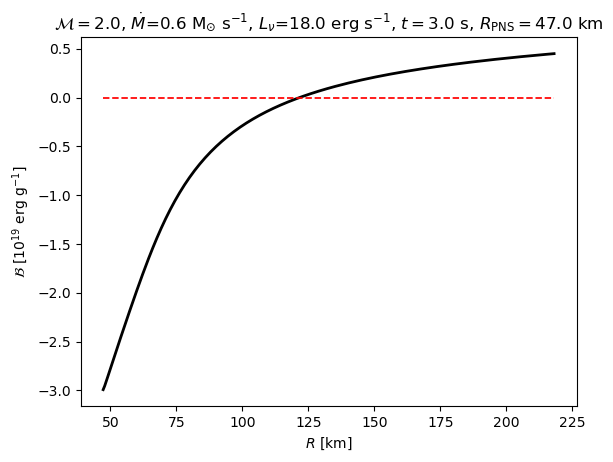 ℳ = 2.0, Ṁ=0.6 M⊙ s⁻¹, Lν=18.0 erg s⁻¹, t = 3.0 s, R_PNS = 47.0 km
0.5
0.0
−0.5
−1.0
−1.5
−2.0
−2.5
−3.0
ℬ [10¹⁹ erg g⁻¹]
50 75 100 125 150 175 200 225
R [km]